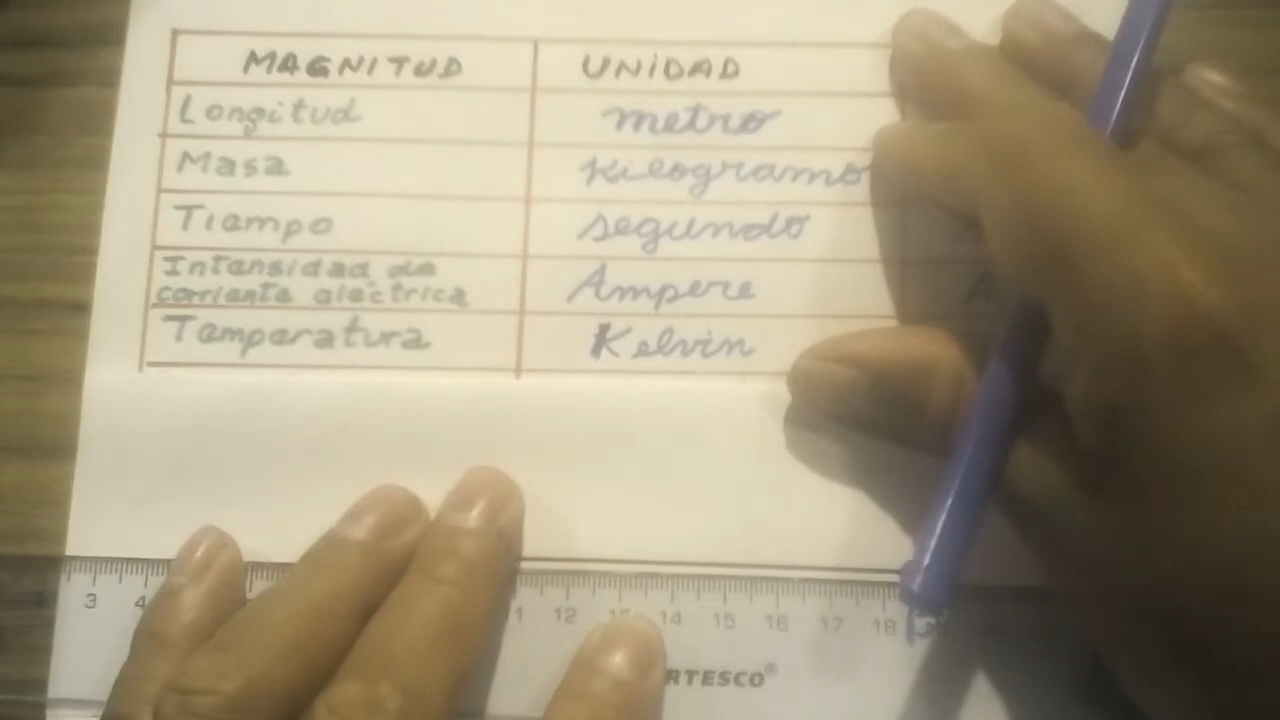 MAGNITUD UNIDAD
Longitud metro
Masa Kilogramo
Tiempo segundo
Intensidad de
corriente eléctrica Ampere
Temperatura Kelvin
3 4 12 14 15 16 17 18
RTESCO®